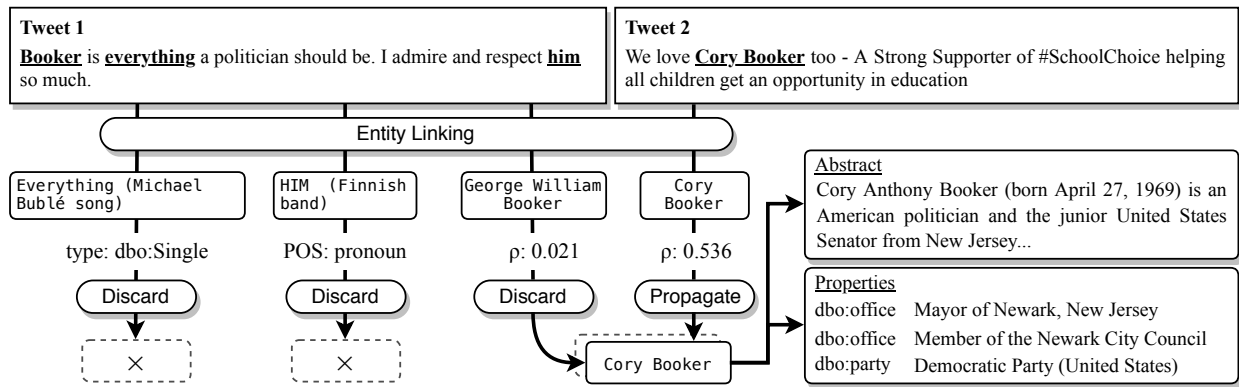 Tweet 1
Booker is everything a politician should be. I admire and respect him
so much.
Tweet 2
We love Cory Booker too - A Strong Supporter of #SchoolChoice helping
all children get an opportunity in education
Entity Linking
Everything (Michael
Bublé song)
HIM (Finnish
band)
George William
Booker
Cory
Booker
type: dbo:Single
POS: pronoun
ρ: 0.021
ρ: 0.536
Discard
Discard
Discard
Propagate
×
×
Cory Booker
Abstract
Cory Anthony Booker (born April 27, 1969) is an
American politician and the junior United States
Senator from New Jersey...
Properties
dbo:office Mayor of Newark, New Jersey
dbo:office Member of the Newark City Council
dbo:party Democratic Party (United States)